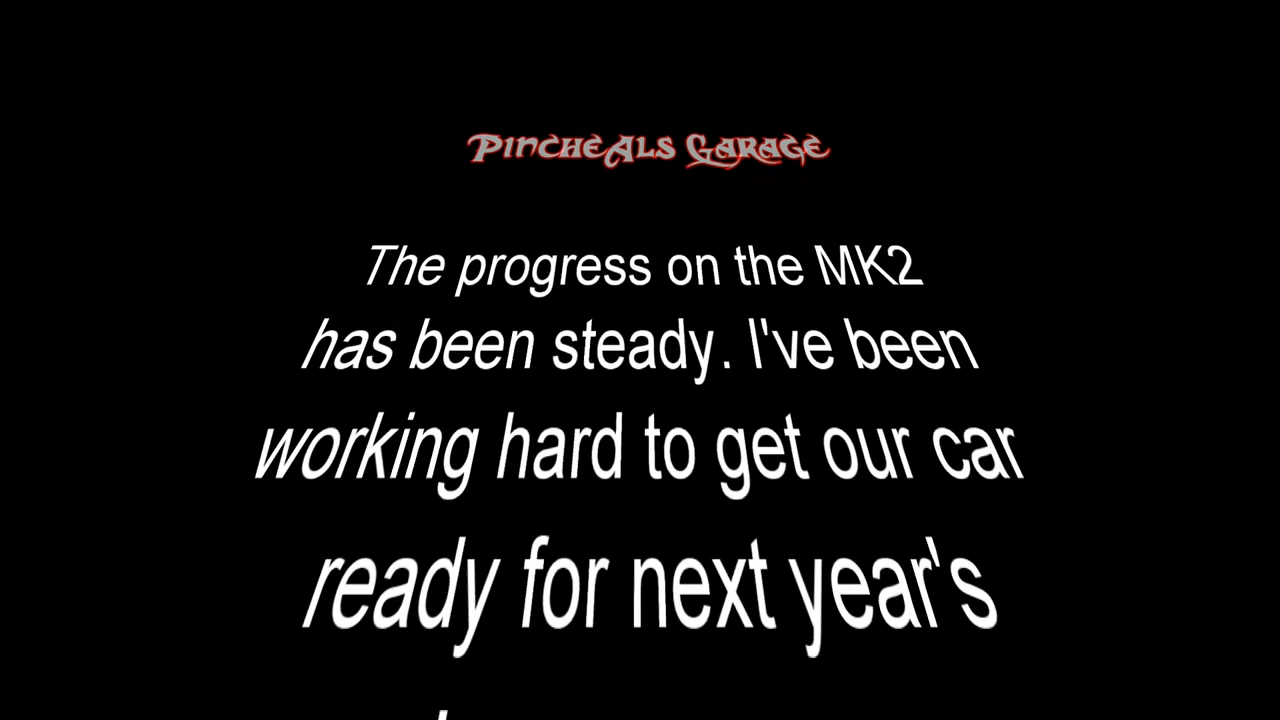 PincheAls Garage
The progress on the MK2
has been steady. I've been
working hard to get our car
ready for next year's